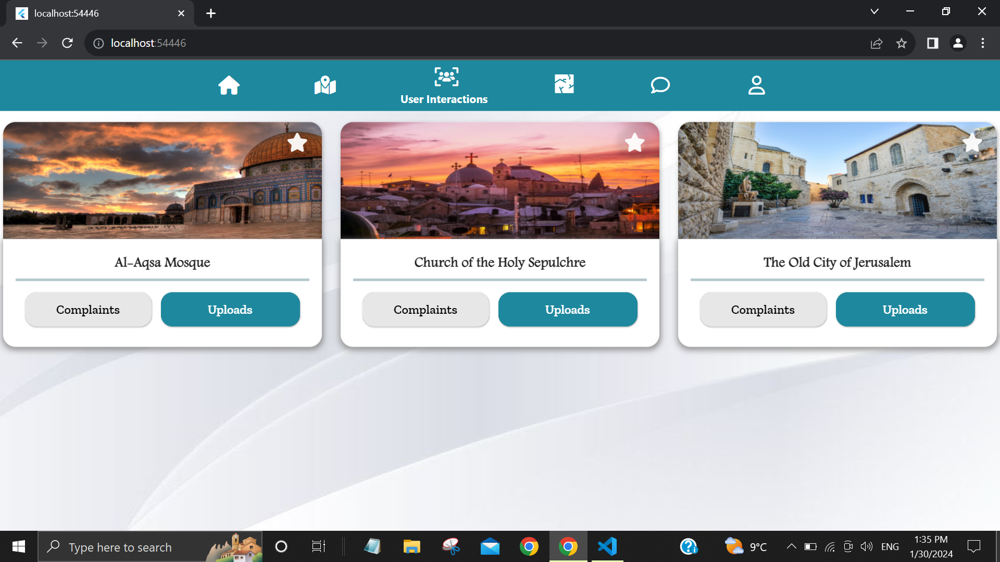 localhost:54446
localhost:54446
User Interactions
Al-Aqsa Mosque
Complaints
Uploads
Church of the Holy Sepulchre
Complaints
Uploads
The Old City of Jerusalem
Complaints
Uploads
Type here to search
9°C
ENG
1:35 PM
1/30/2024